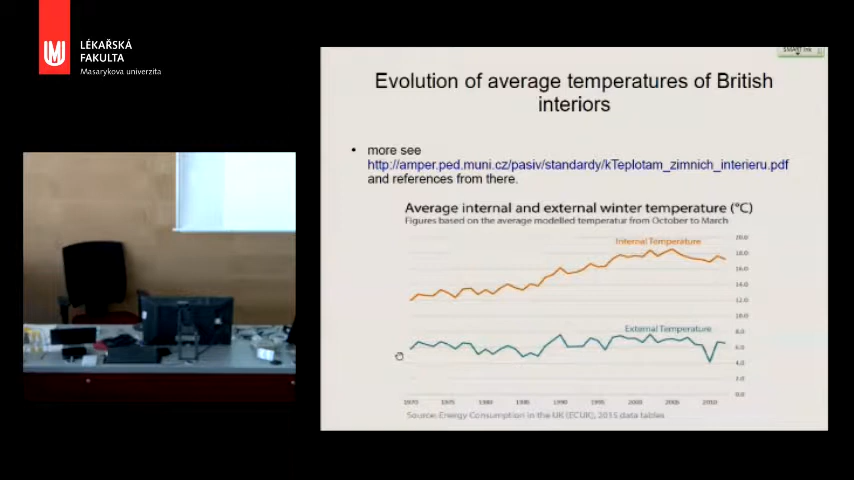 LÉKAŘSKÁ
FAKULTA
Masarykova univerzita
SMART Ink
Evolution of average temperatures of British
interiors
• more see
http://amper.ped.muni.cz/pasiv/standardy/kTeplotam_zimnich_interieru.pdf
and references from there.
Average internal and external winter temperature (°C)
Figures based on the average modelled temperatur from October to March
Internal Temperature
20.0
18.0
16.0
14.0
12.0
10.0
External Temperature
8.0
6.0
4.0
2.0
0.0
1970 1975 1980 1985 1990 1995 2000 2005 2010
Source: Energy Consumption in the UK (ECUK), 2015 data tables